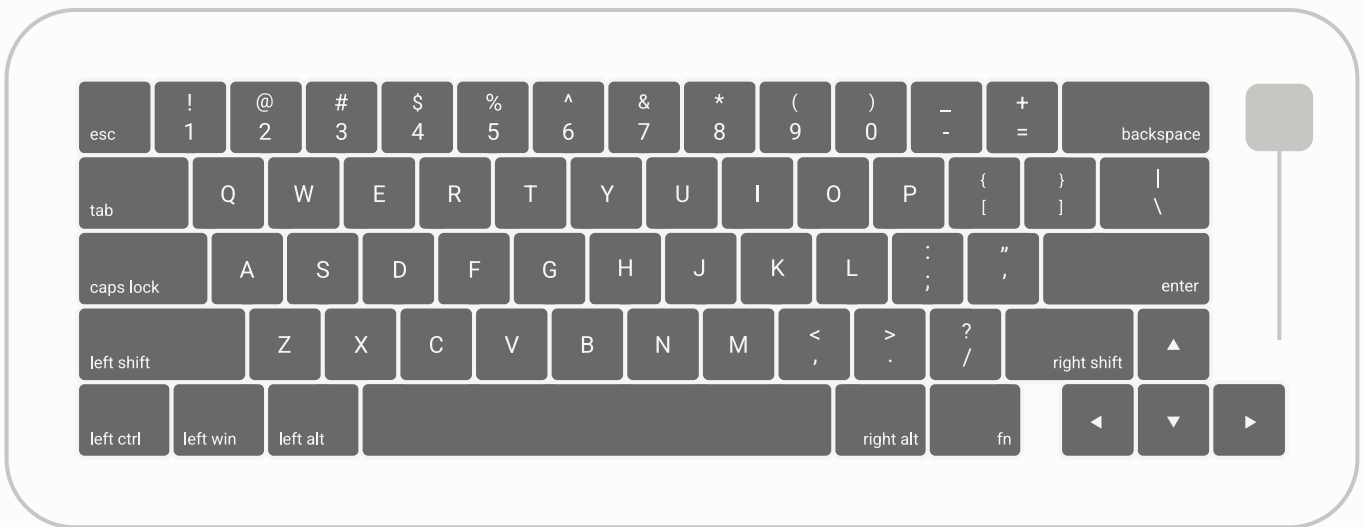 ! @ # $ % ^ & * ( ) _ +
esc 1 2 3 4 5 6 7 8 9 0 - = backspace
{ } |
tab Q W E R T Y U I O P [ ] \
: ”
caps lock A S D F G H J K L ; , enter
< > ?
left shift Z X C V B N M , . / right shift ▲
left ctrl left win left alt right alt fn ◀ ▼ ▶